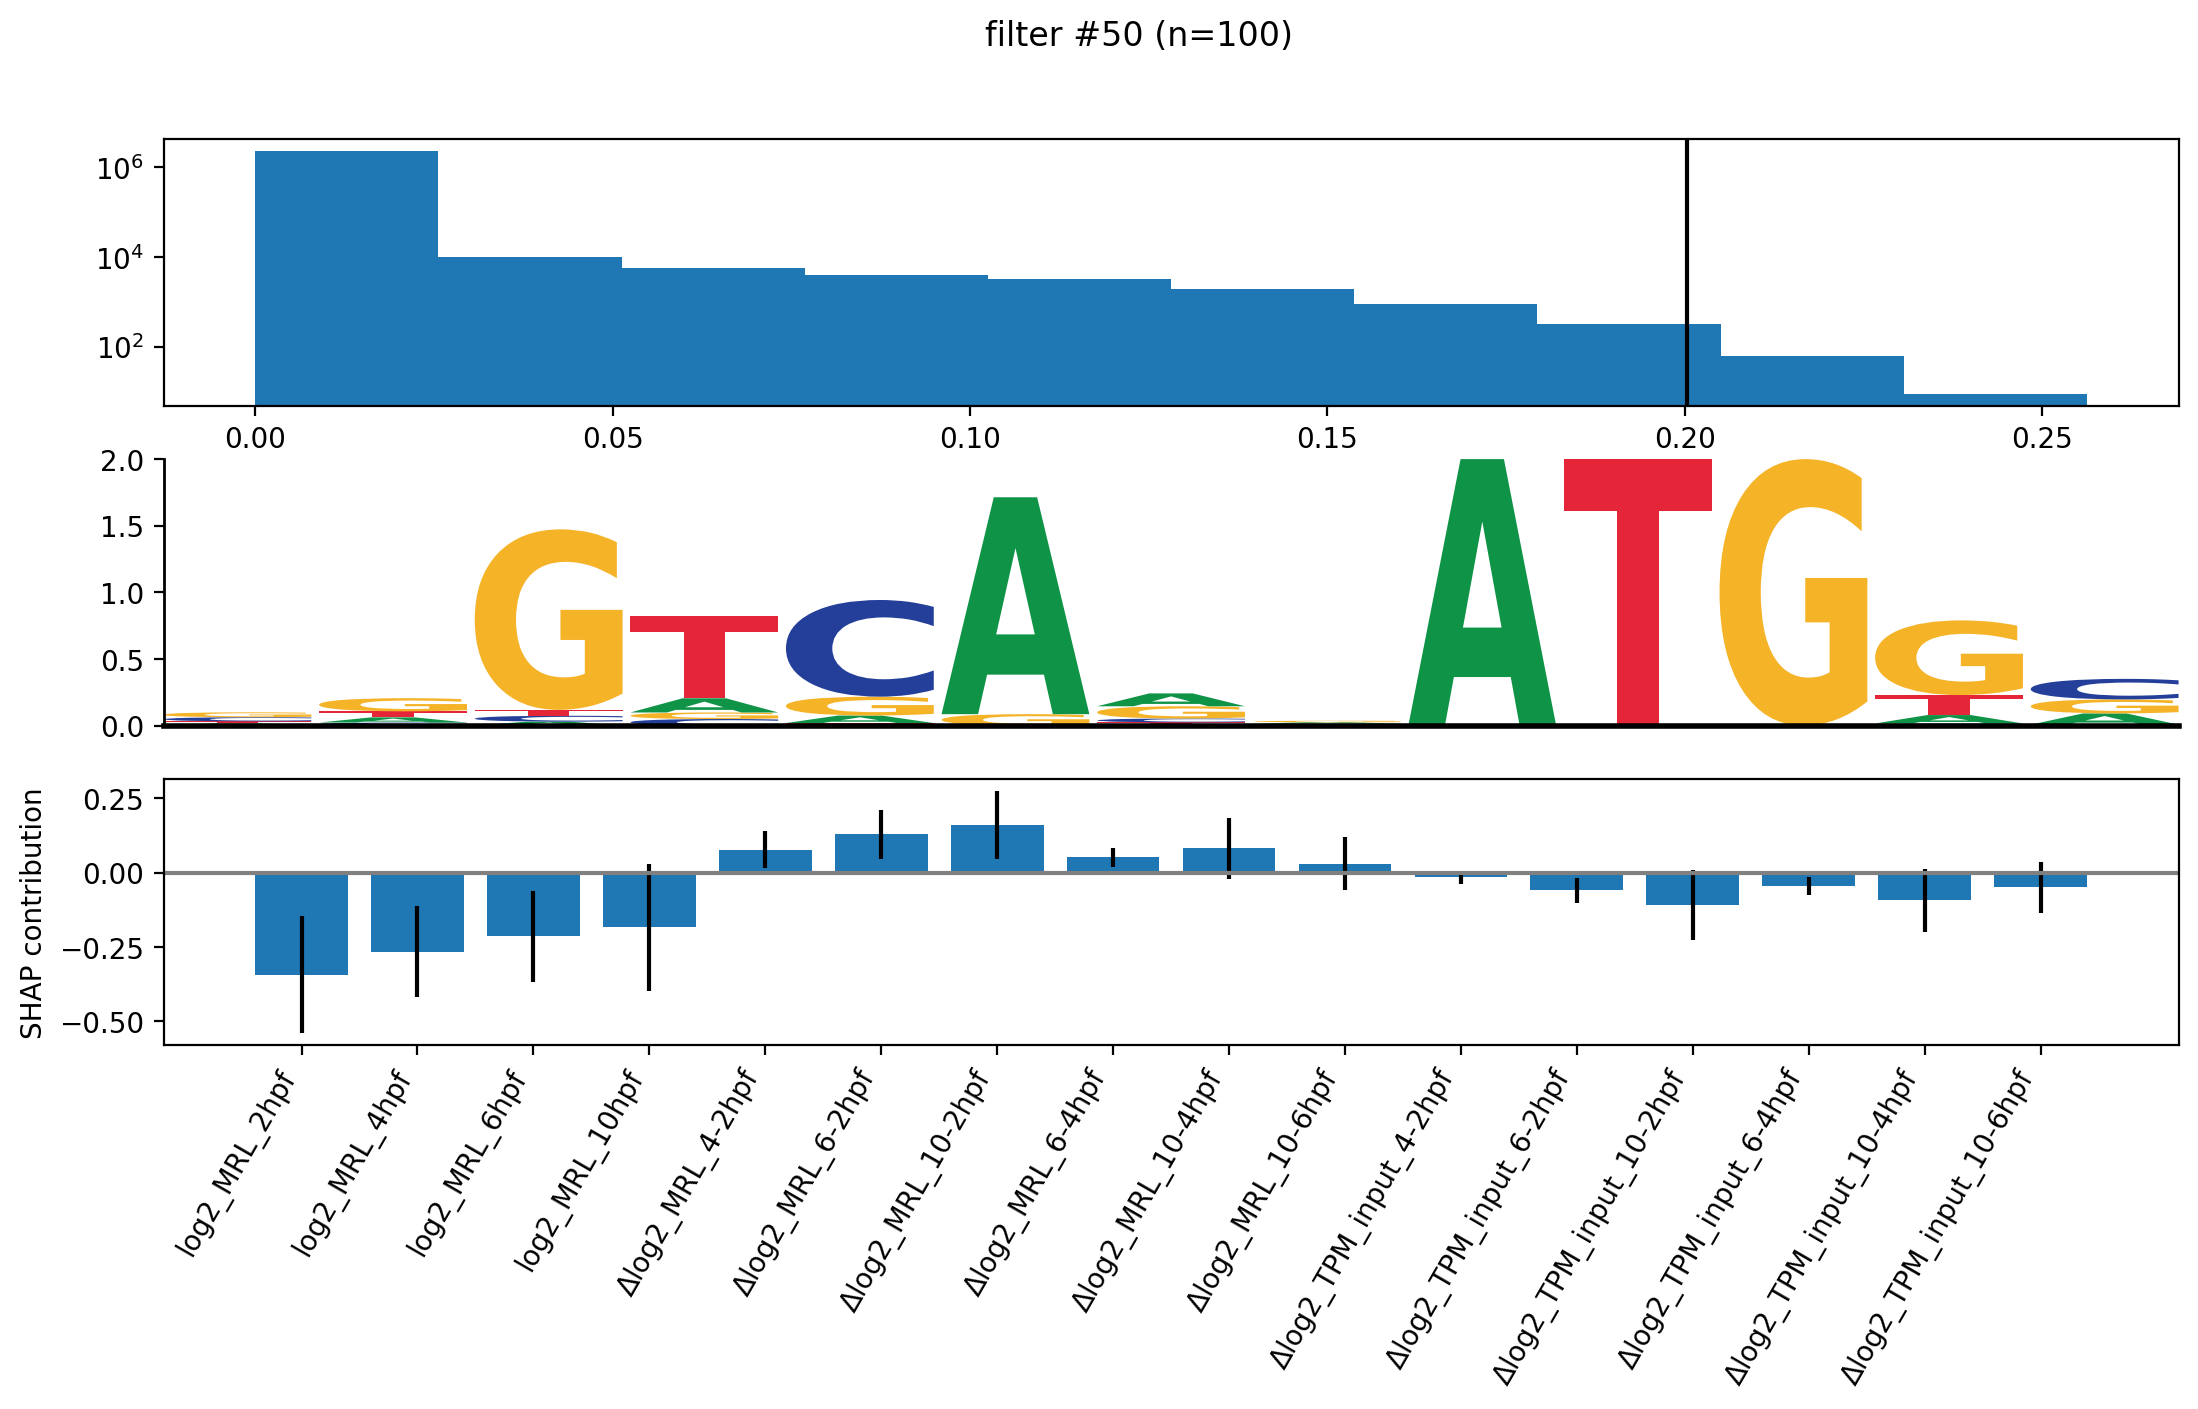 filter #50 (n=100)
10^6
10^4
10^2
0.00 0.05 0.10 0.15 0.20 0.25
2.0
1.5
1.0
0.5
0.0
G T C A A T G G C
SHAP contribution
0.25
0.00
−0.25
−0.50
log2_MRL_2hpf
log2_MRL_4hpf
log2_MRL_6hpf
log2_MRL_10hpf
Δlog2_MRL_4-2hpf
Δlog2_MRL_6-2hpf
Δlog2_MRL_10-2hpf
Δlog2_MRL_6-4hpf
Δlog2_MRL_10-4hpf
Δlog2_MRL_10-6hpf
Δlog2_TPM_input_4-2hpf
Δlog2_TPM_input_6-2hpf
Δlog2_TPM_input_10-2hpf
Δlog2_TPM_input_6-4hpf
Δlog2_TPM_input_10-4hpf
Δlog2_TPM_input_10-6hpf